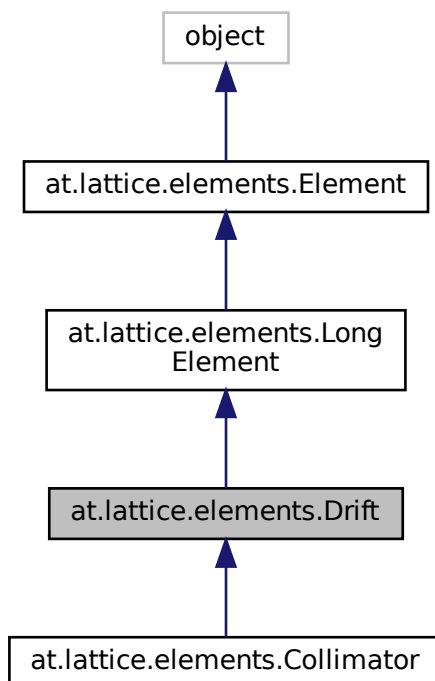 object
at.lattice.elements.Element
at.lattice.elements.Long
Element
at.lattice.elements.Drift
at.lattice.elements.Collimator